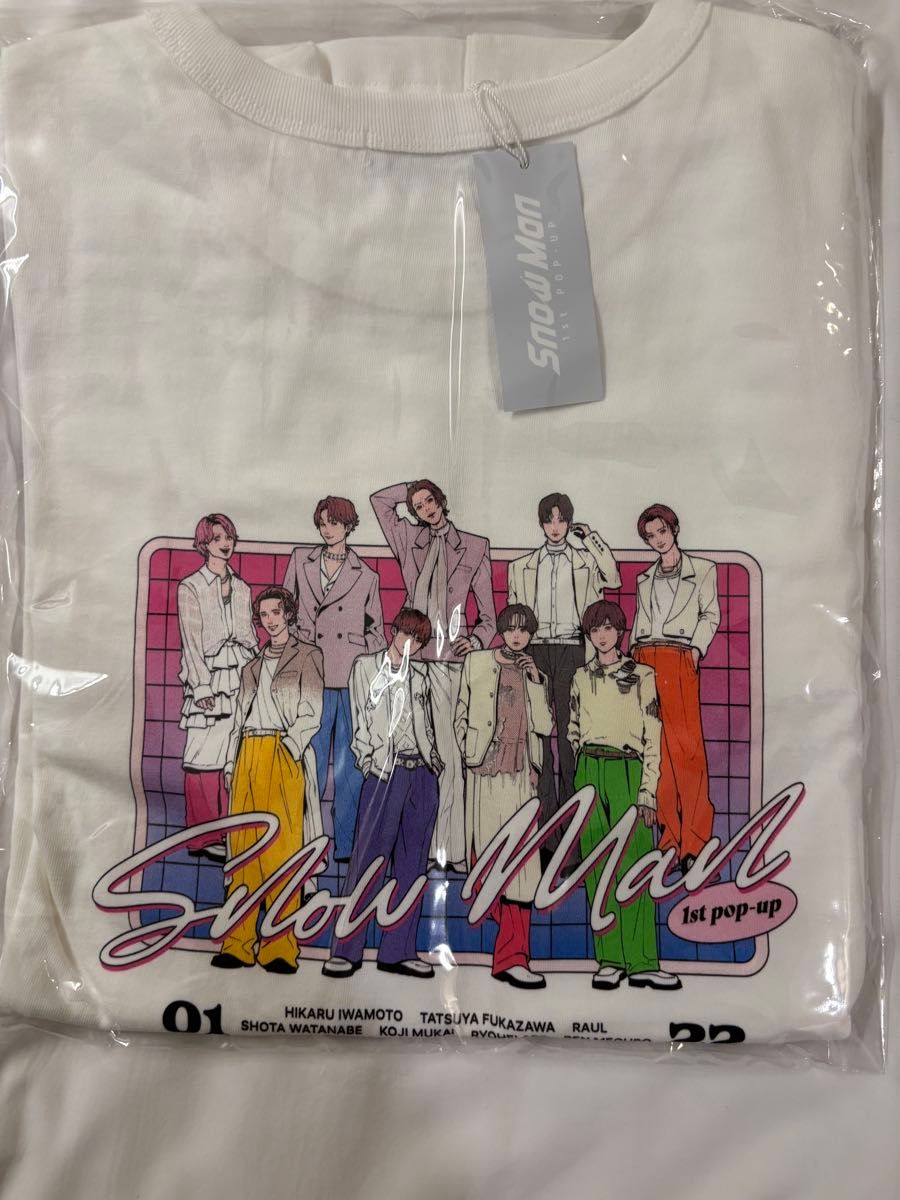 Snow Man
1st POP-UP
Snow Man
1st pop-up
01
HIKARU IWAMOTO TATSUYA FUKAZAWA RAUL
SHOTA WATANABE KOJI MUKAI
22